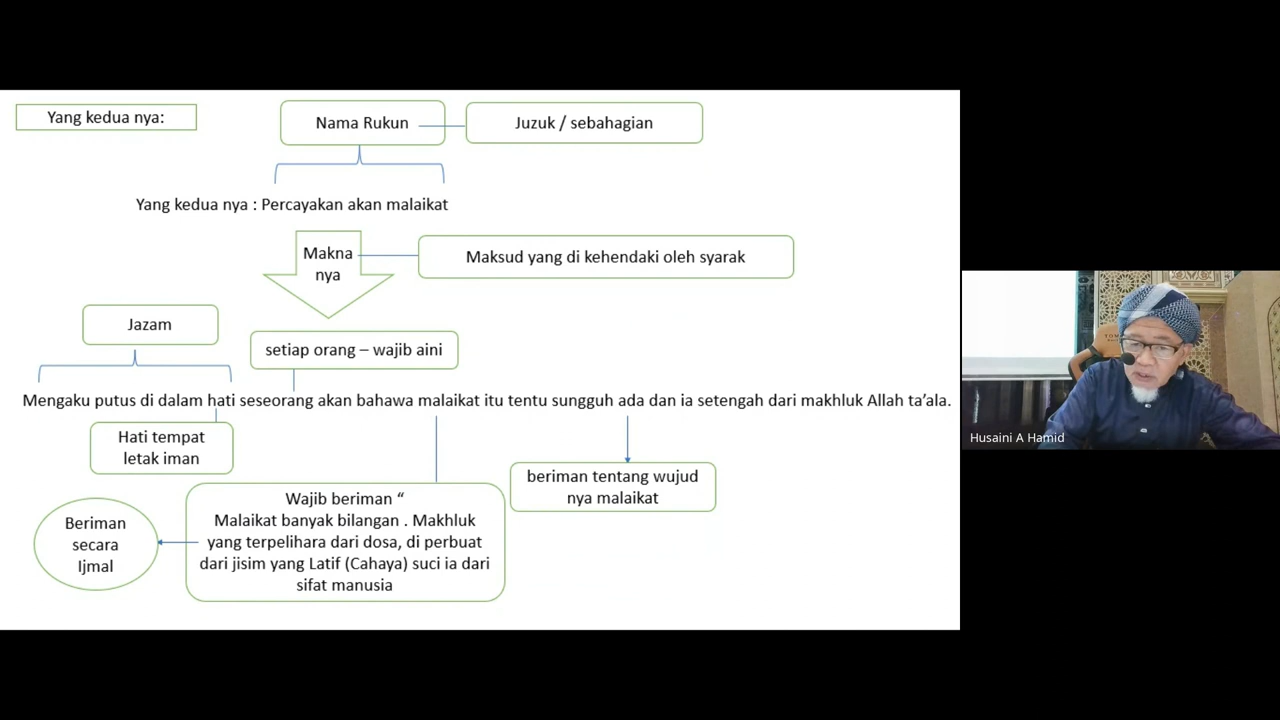 Yang kedua nya:
Nama Rukun
Juzuk / sebahagian
Yang kedua nya : Percayakan akan malaikat
Makna
nya
Maksud yang di kehendaki oleh syarak
Jazam
setiap orang – wajib aini
Mengaku putus di dalam hati seseorang akan bahawa malaikat itu tentu sungguh ada dan ia setengah dari makhluk Allah ta’ala.
Hati tempat
letak iman
beriman tentang wujud
nya malaikat
Wajib beriman “
Malaikat banyak bilangan . Makhluk
yang terpelihara dari dosa, di perbuat
dari jisim yang Latif (Cahaya) suci ia dari
sifat manusia
Beriman
secara
Ijmal
Husaini A Hamid